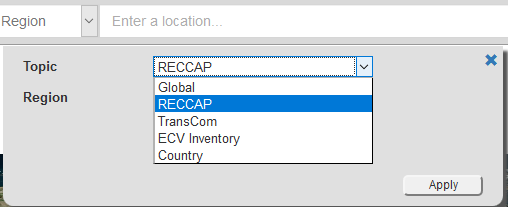 Region Enter a location...
Topic RECCAP
Global
Region RECCAP
TransCom
ECV Inventory
Country
Apply